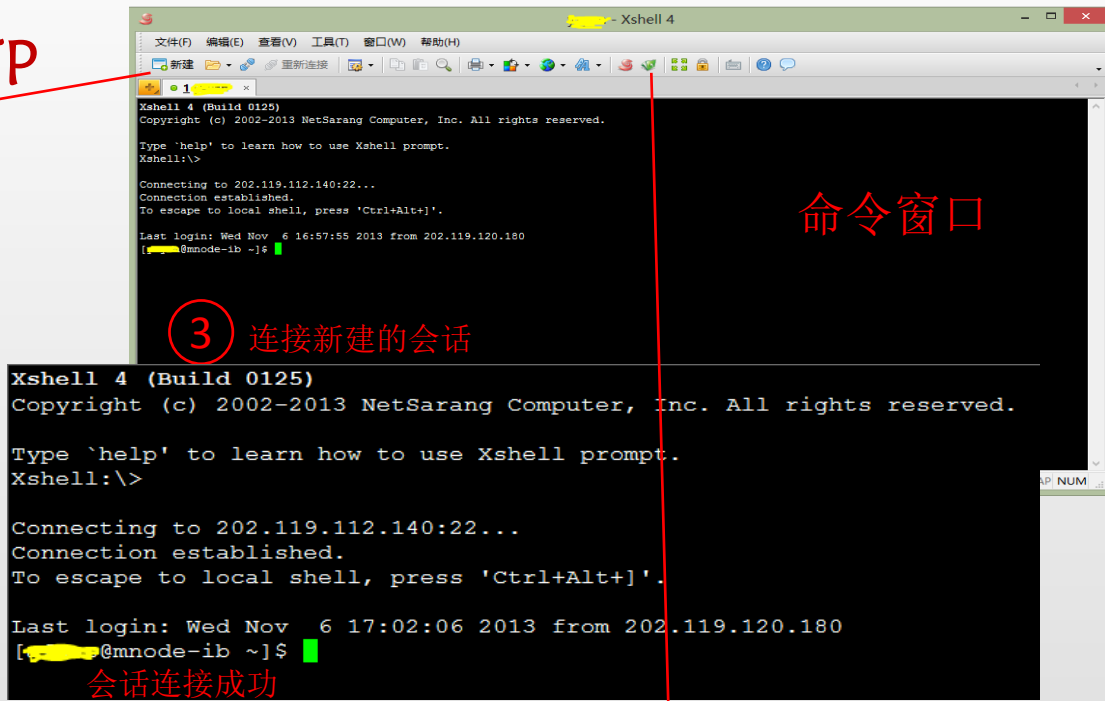 - Xshell 4
TP
文件(F) 编辑(E) 查看(V) 工具(T) 窗口(W) 帮助(H)
新建 重新连接
1
Xshell 4 (Build 0125)
Copyright (c) 2002-2013 NetSarang Computer, Inc. All rights reserved.
Type `help' to learn how to use Xshell prompt.
Xshell:\>
Connecting to 202.119.112.140:22...
Connection established.
To escape to local shell, press 'Ctrl+Alt+]'.
命令窗口
Last login: Wed Nov  6 16:57:55 2013 from 202.119.120.180
[@mnode-ib ~]$
③ 连接新建的会话
Xshell 4 (Build 0125)
Copyright (c) 2002-2013 NetSarang Computer, Inc. All rights reserved.
Type `help' to learn how to use Xshell prompt.
Xshell:\>
AP NUM
Connecting to 202.119.112.140:22...
Connection established.
To escape to local shell, press 'Ctrl+Alt+]'.
Last login: Wed Nov  6 17:02:06 2013 from 202.119.120.180
[@mnode-ib ~]$
会话连接成功